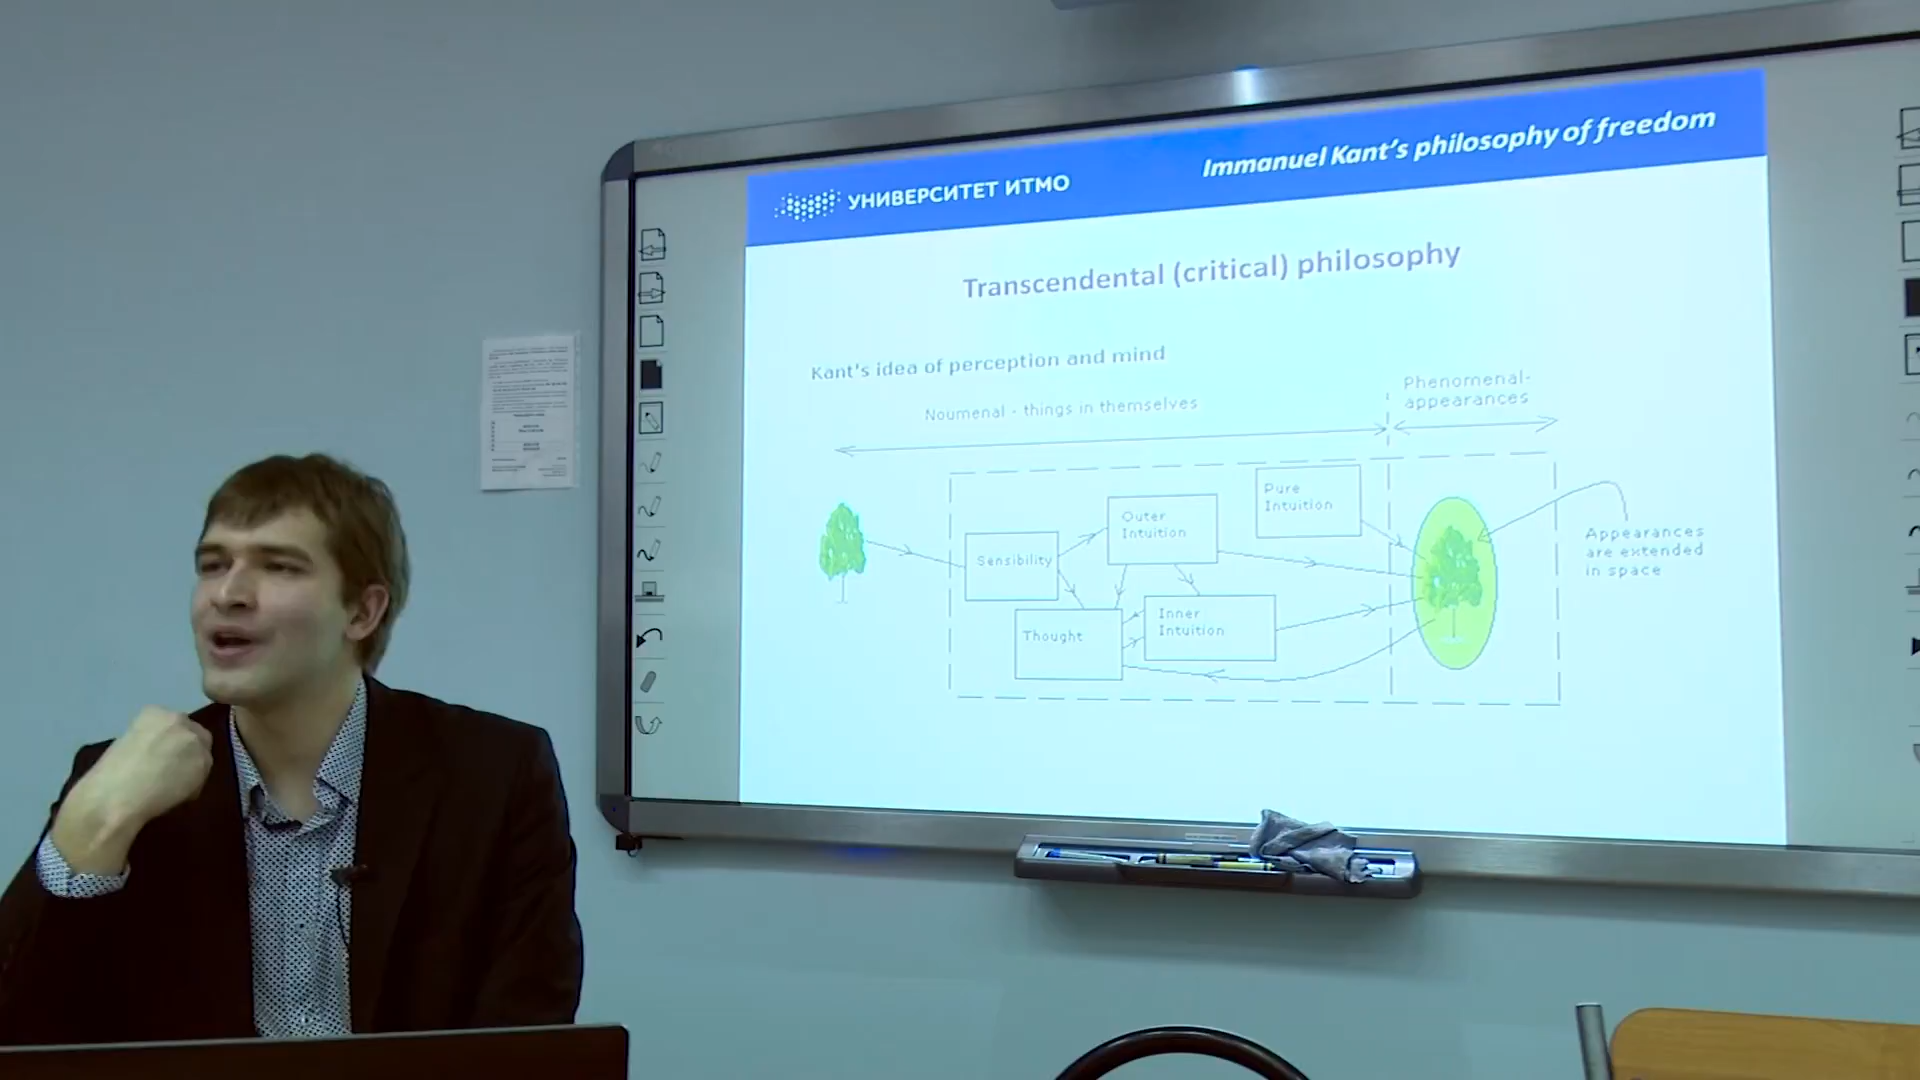 УНИВЕРСИТЕТ ИТМО
Immanuel Kant's philosophy of freedom
Transcendental (critical) philosophy
Kant's idea of perception and mind
Noumenal - things in themselves
Phenomenal-
appearances
Pure
Intuition
Outer
Intuition
Sensibility
Appearances
are extended
in space
Inner
Intuition
Thought